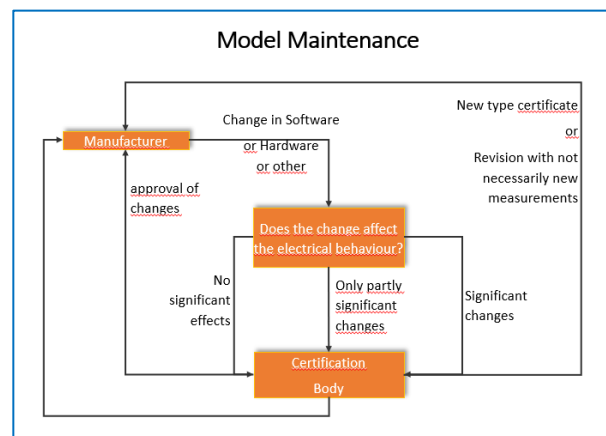 Model Maintenance
Manufacturer
Change in Software
or Hardware
or other
New type certificate
or
Revision with not
necessarily new
measurements
approval of
changes
Does the change affect
the electrical behaviour?
No
significant
effects
Only partly
significant
changes
Significant
changes
Certification
Body